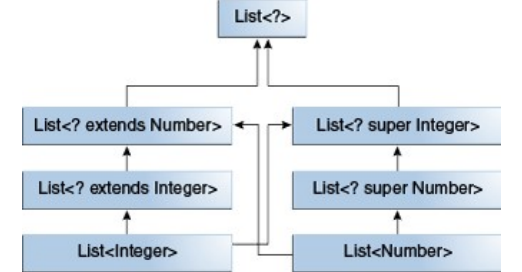 List<?>
List<? extends Number>
List<? super Integer>
List<? extends Integer>
List<? super Number>
List<Integer>
List<Number>